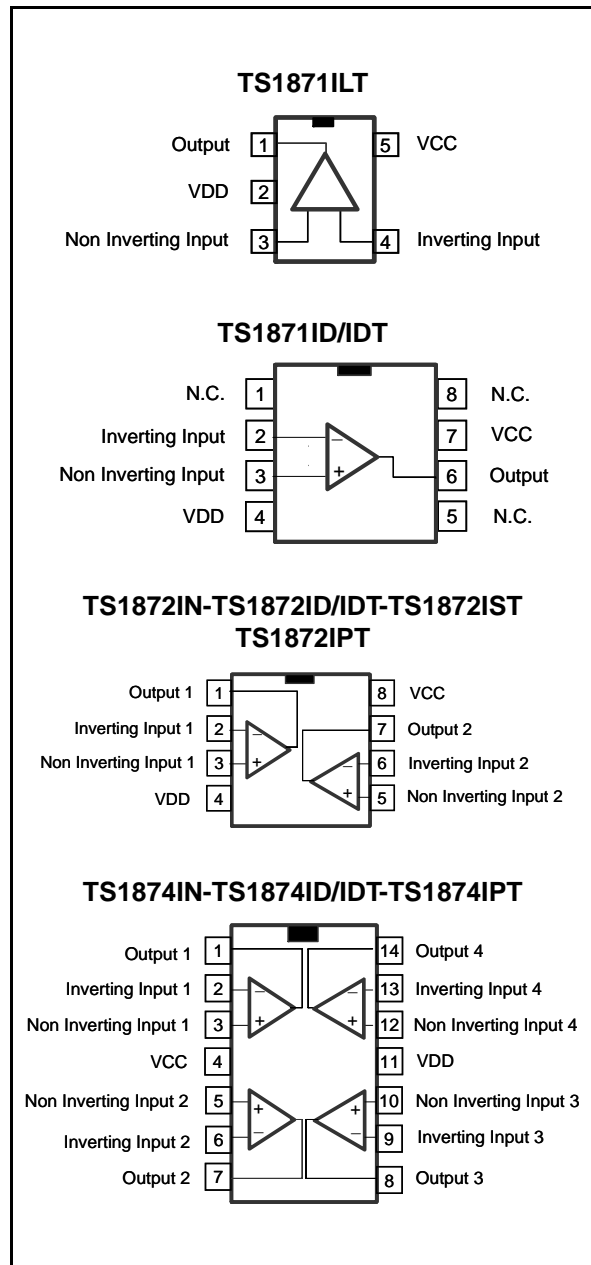 TS1871ILT
Output 1 5 VCC
VDD 2
Non Inverting Input 3 4 Inverting Input
TS1871ID/IDT
N.C. 1 8 N.C.
Inverting Input 2 − 7 VCC
Non Inverting Input 3 + 6 Output
VDD 4 5 N.C.
TS1872IN-TS1872ID/IDT-TS1872IST
TS1872IPT
Output 1 1 8 VCC
Inverting Input 1 2 − 7 Output 2
Non Inverting Input 1 3 + − 6 Inverting Input 2
VDD 4 + 5 Non Inverting Input 2
TS1874IN-TS1874ID/IDT-TS1874IPT
Output 1 1 14 Output 4
Inverting Input 1 2 − − 13 Inverting Input 4
Non Inverting Input 1 3 + + 12 Non Inverting Input 4
VCC 4 11 VDD
Non Inverting Input 2 5 + + 10 Non Inverting Input 3
Inverting Input 2 6 − − 9 Inverting Input 3
Output 2 7 8 Output 3